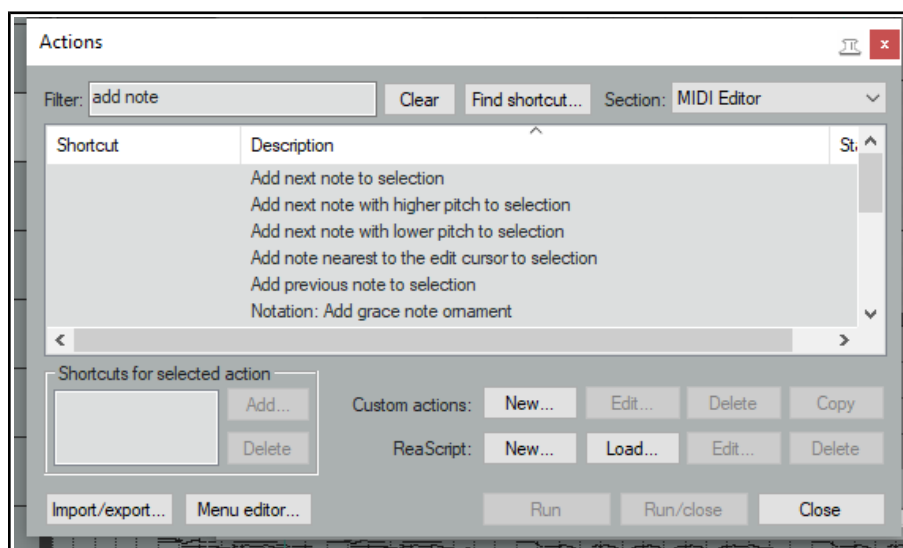 Actions
Filter: add note Clear Find shortcut... Section: MIDI Editor
Shortcut Description
Add next note to selection
Add next note with higher pitch to selection
Add next note with lower pitch to selection
Add note nearest to the edit cursor to selection
Add previous note to selection
Notation: Add grace note ornament
Shortcuts for selected action
Add... Custom actions: New... Edit... Delete Copy
Delete ReaScript: New... Load... Edit... Delete
Import/export... Menu editor... Run Run/close Close